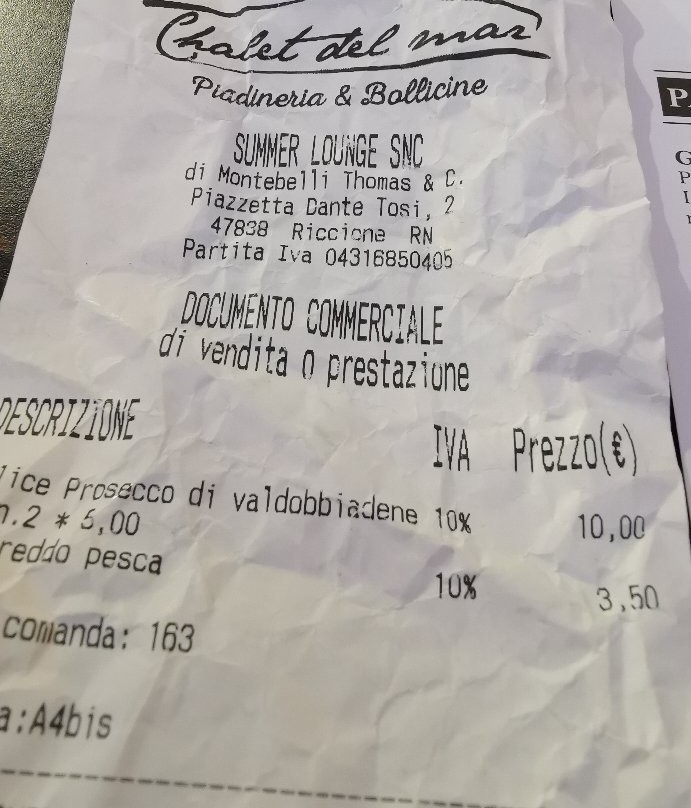 Chalet del mar
Piadineria & Bollicine
SUMMER LOUNGE SNC
di Montebelli Thomas & C.
Piazzetta Dante Tosi, 2
47838 Riccione RN
Partita Iva 04316850405
DOCUMENTO COMMERCIALE
di vendita o prestazione
DESCRIZIONE IVA Prezzo(€)
lice Prosecco di valdobbiadene 10% 10,00
n.2 * 5,00
reddo pesca 10% 3,50
comanda: 163
a:A4bis